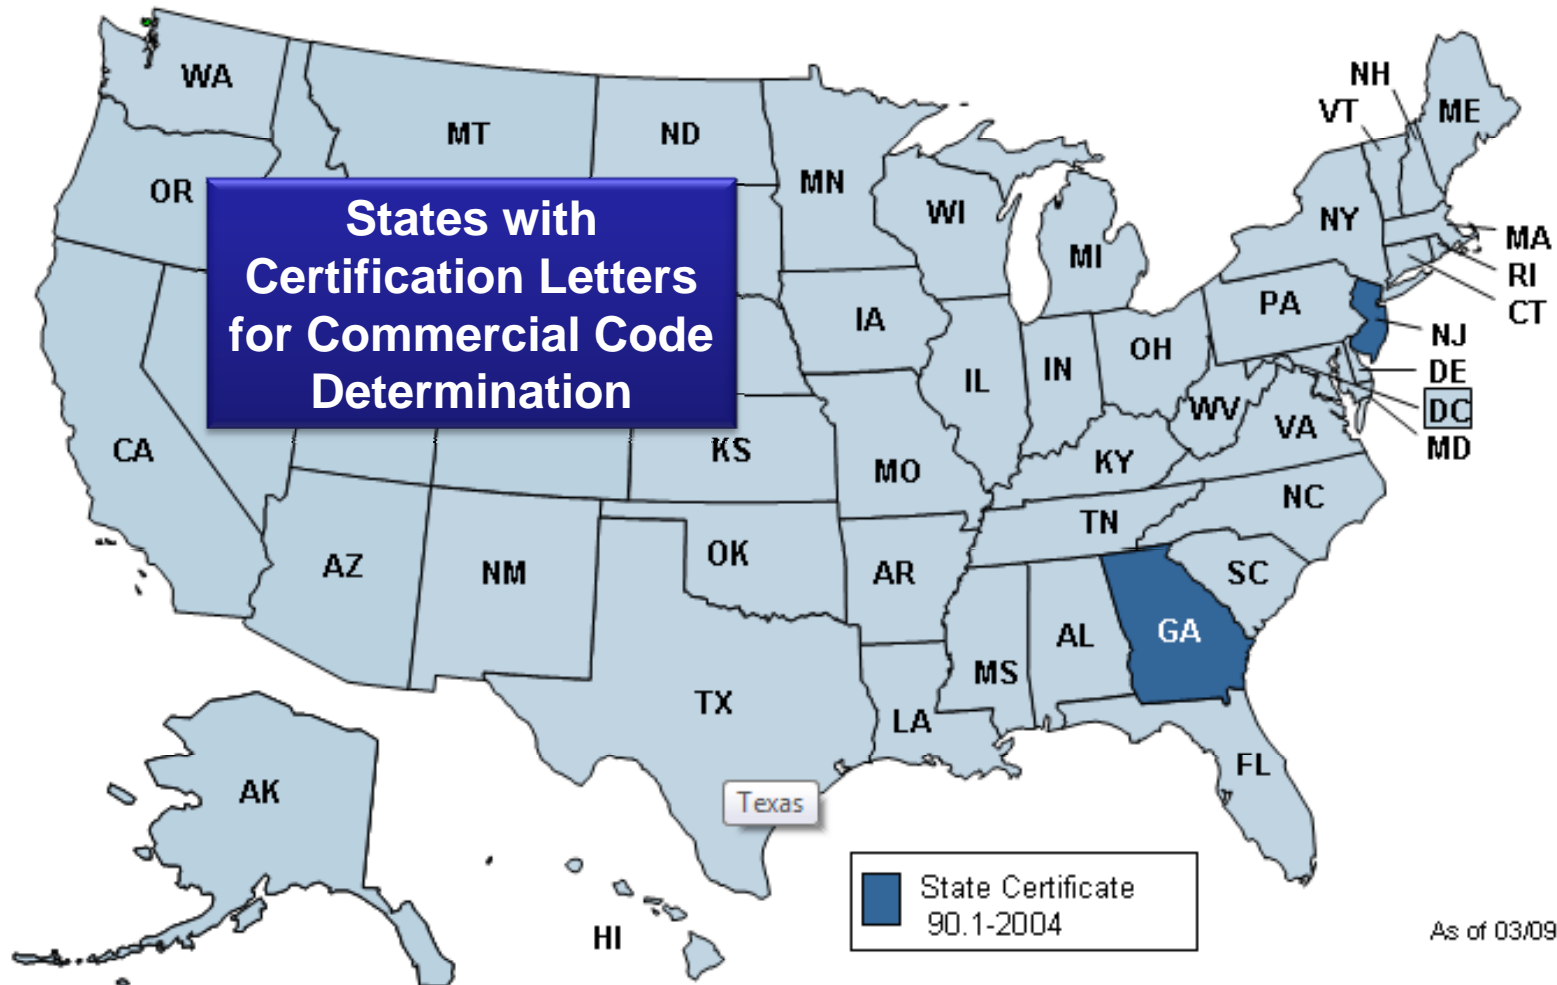 WA
MT
ND
MN
OR
WI
MI
NH
VT
ME
NY
MA
RI
CT
States with
Certification Letters
for Commercial Code
Determination
IA
PA
NJ
DE
DC
MD
OH
IN
IL
WV
VA
CA
KS
MO
KY
NC
TN
AZ
NM
OK
AR
SC
AL
GA
MS
TX
LA
FL
AK
Texas
HI
State Certificate
90.1-2004
As of 03/09